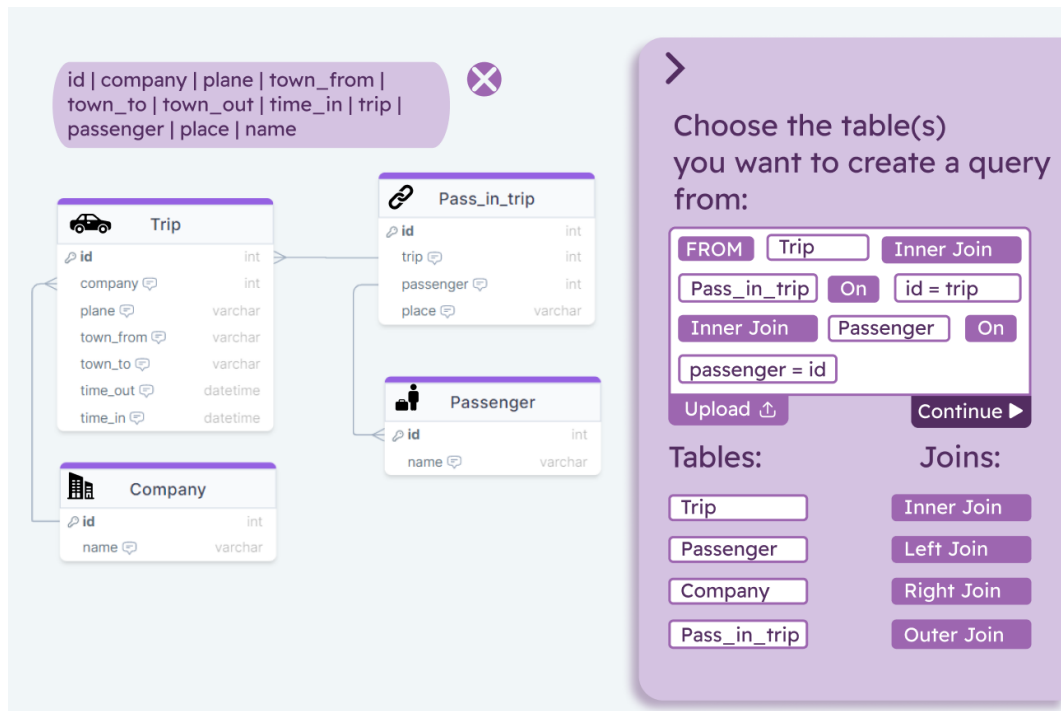 id | company | plane | town_from |
town_to | town_out | time_in | trip |
passenger | place | name
Trip
id int
company int
plane varchar
town_from varchar
town_to varchar
time_out datetime
time_in datetime
Company
id int
name varchar
Pass_in_trip
id int
trip int
passenger int
place varchar
Passenger
id int
name varchar
Choose the table(s)
you want to create a query
from:
FROM Trip Inner Join
Pass_in_trip On id = trip
Inner Join Passenger On
passenger = id
Upload Continue
Tables: Joins:
Trip Inner Join
Passenger Left Join
Company Right Join
Pass_in_trip Outer Join